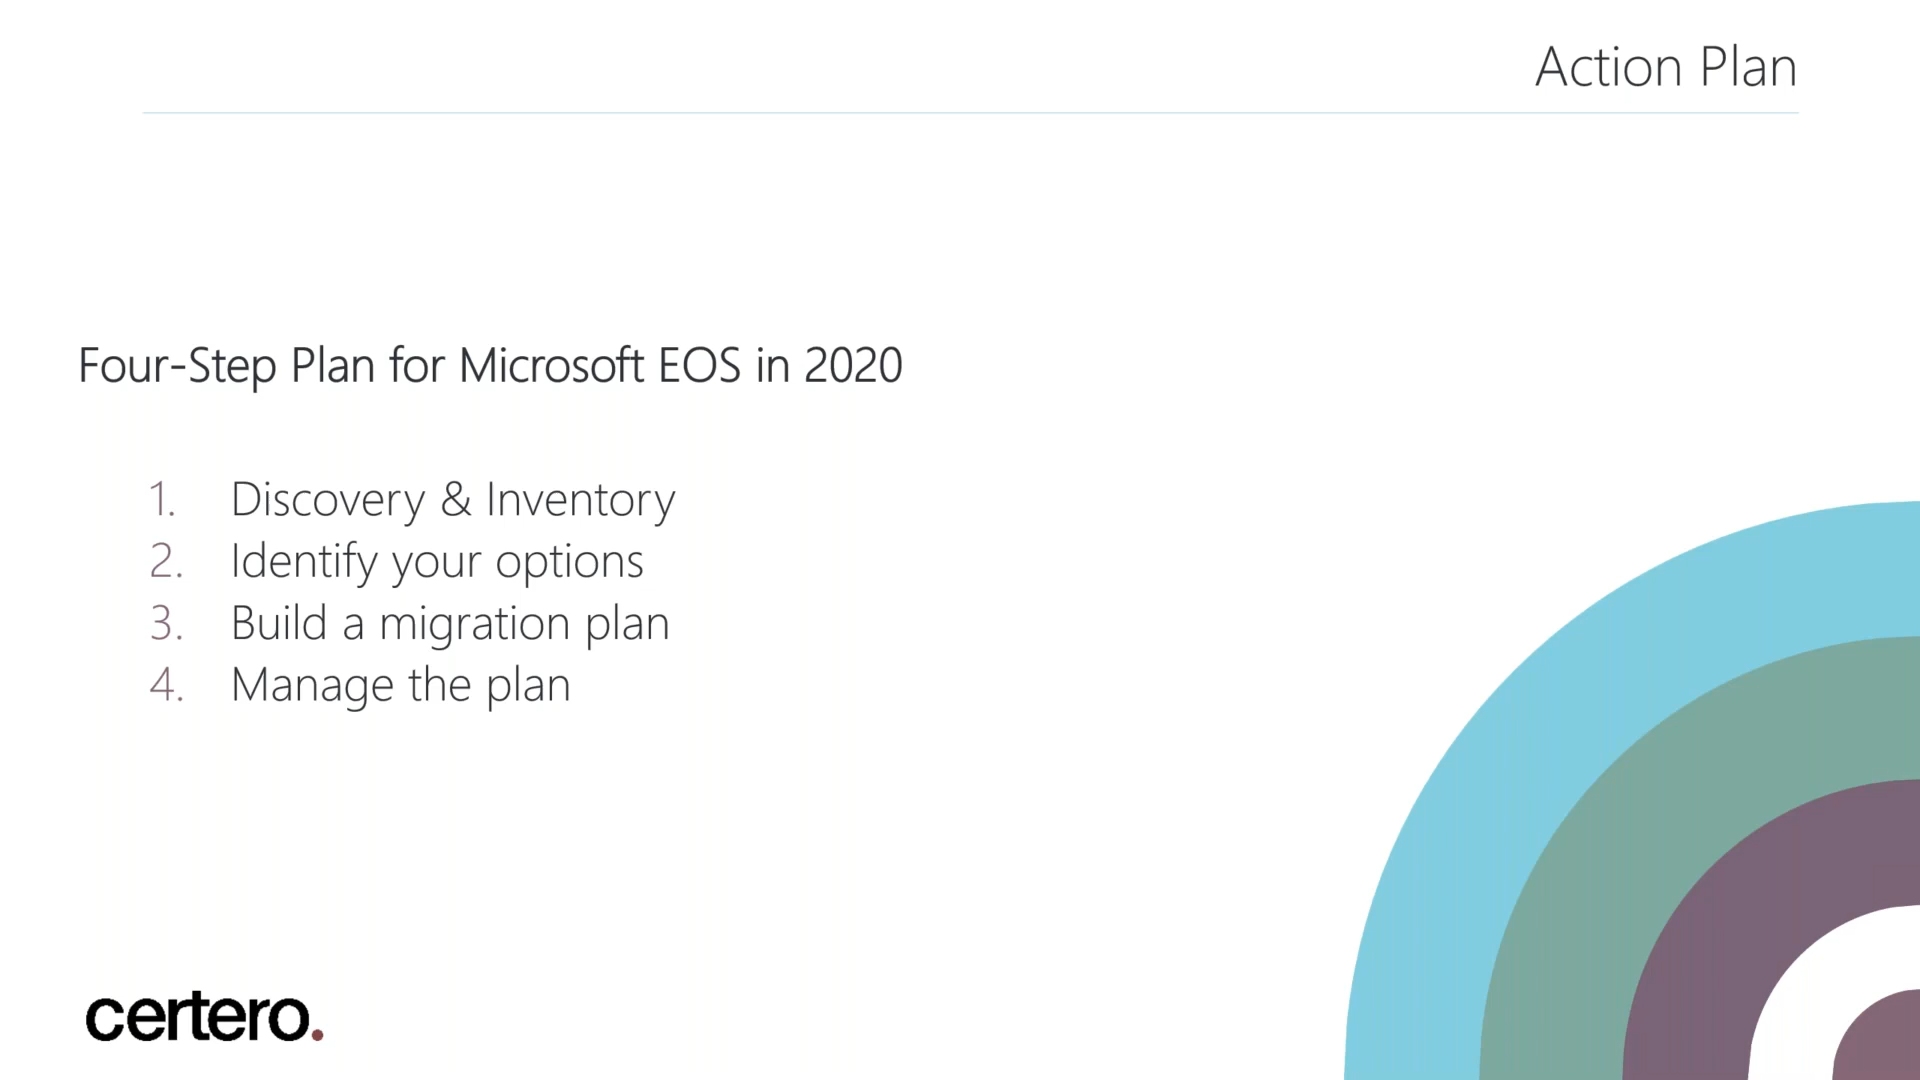 Action Plan
Four-Step Plan for Microsoft EOS in 2020
1. Discovery & Inventory
2. Identify your options
3. Build a migration plan
4. Manage the plan
certero.